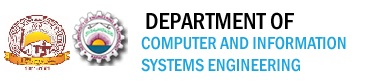 DEPARTMENT OF
COMPUTER AND INFORMATION
SYSTEMS ENGINEERING